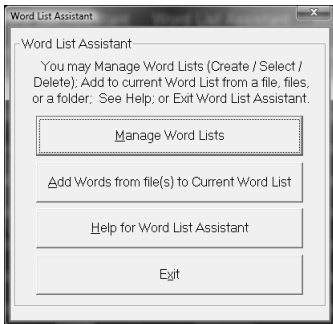 Word List Assistant
Word List Assistant
You may Manage Word Lists (Create / Select /
Delete); Add to current Word List from a file, files,
or a folder; See Help; or Exit Word List Assistant.
Manage Word Lists
Add Words from file(s) to Current Word List
Help for Word List Assistant
Exit